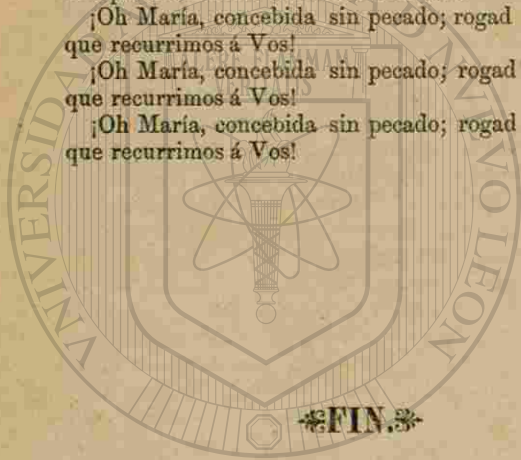 ¡Oh María, concebida sin pecado; rogad
que recurrimos á Vos!
¡Oh María, concebida sin pecado; rogad
que recurrimos á Vos!
¡Oh María, concebida sin pecado; rogad
que recurrimos á Vos!
FIN.